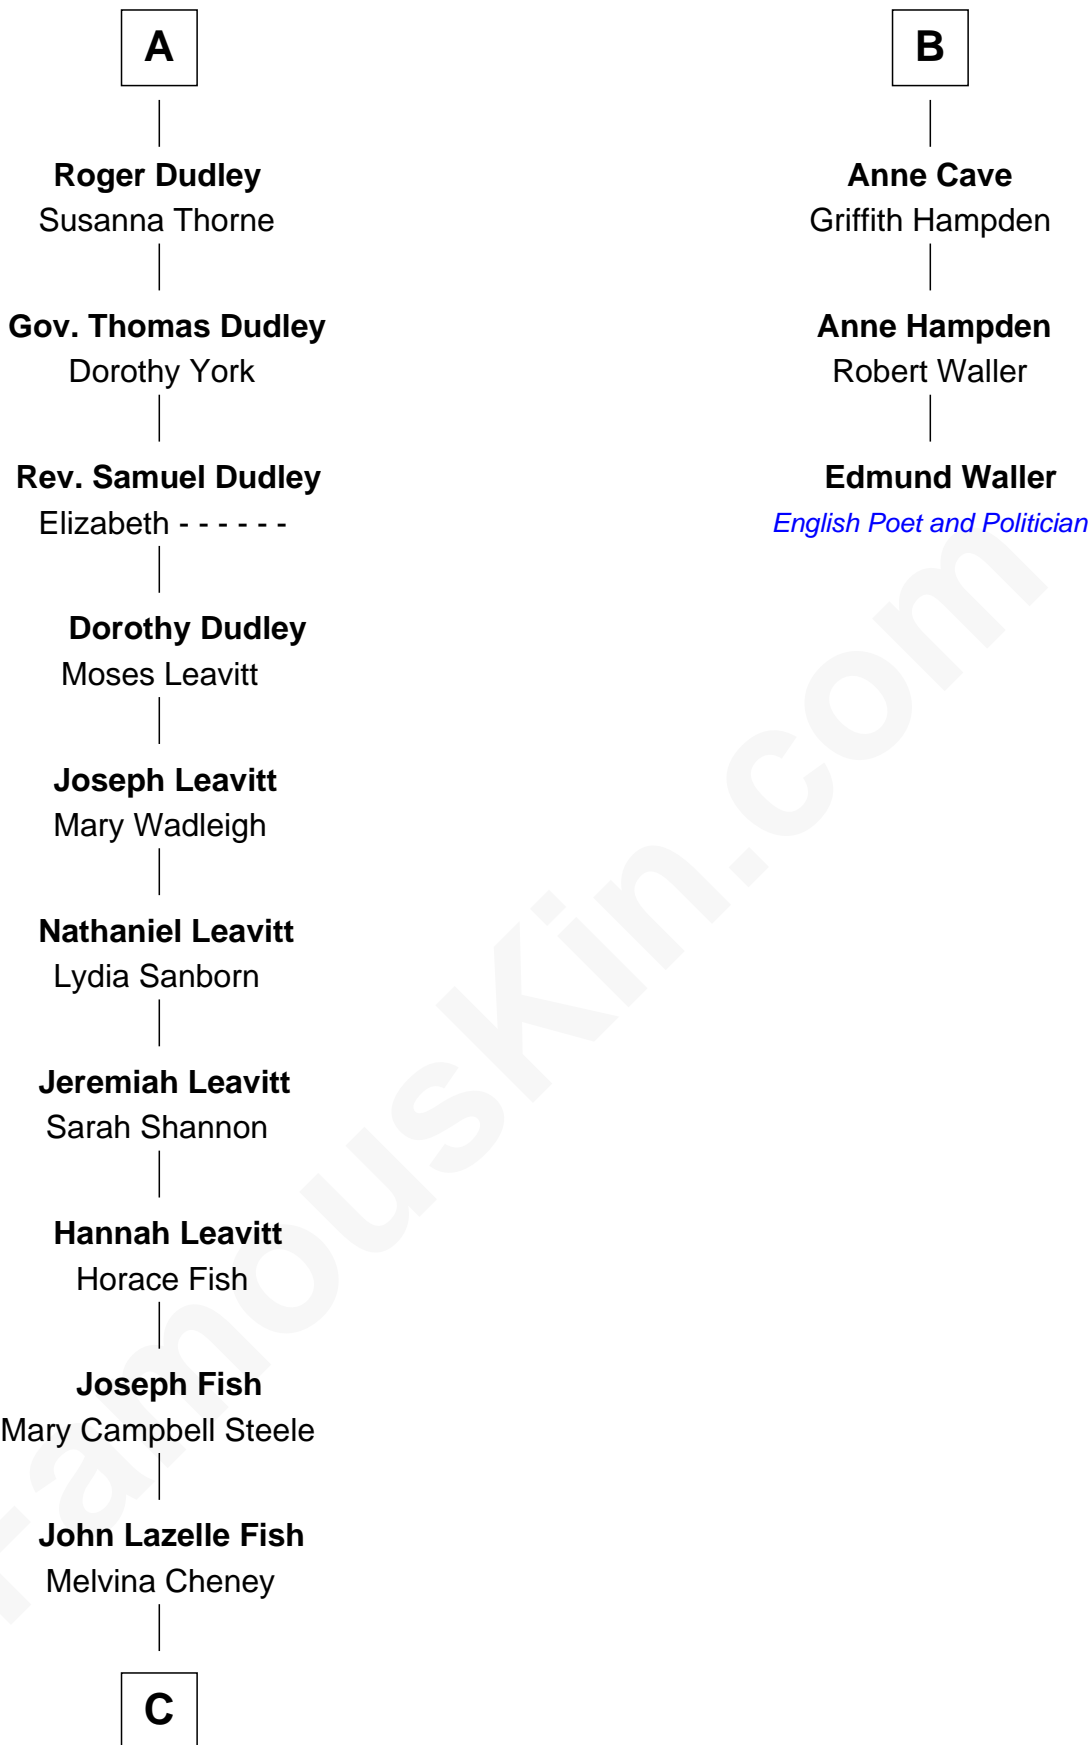 A
Roger Dudley
Susanna Thorne
Gov. Thomas Dudley
Dorothy York
Rev. Samuel Dudley
Elizabeth - - - - - -
Dorothy Dudley
Moses Leavitt
Joseph Leavitt
Mary Wadleigh
Nathaniel Leavitt
Lydia Sanborn
Jeremiah Leavitt
Sarah Shannon
Hannah Leavitt
Horace Fish
Joseph Fish
Mary Campbell Steele
John Lazelle Fish
Melvina Cheney
C
B
Anne Cave
Griffith Hampden
Anne Hampden
Robert Waller
Edmund Waller
English Poet and Politician
FamousKin.com